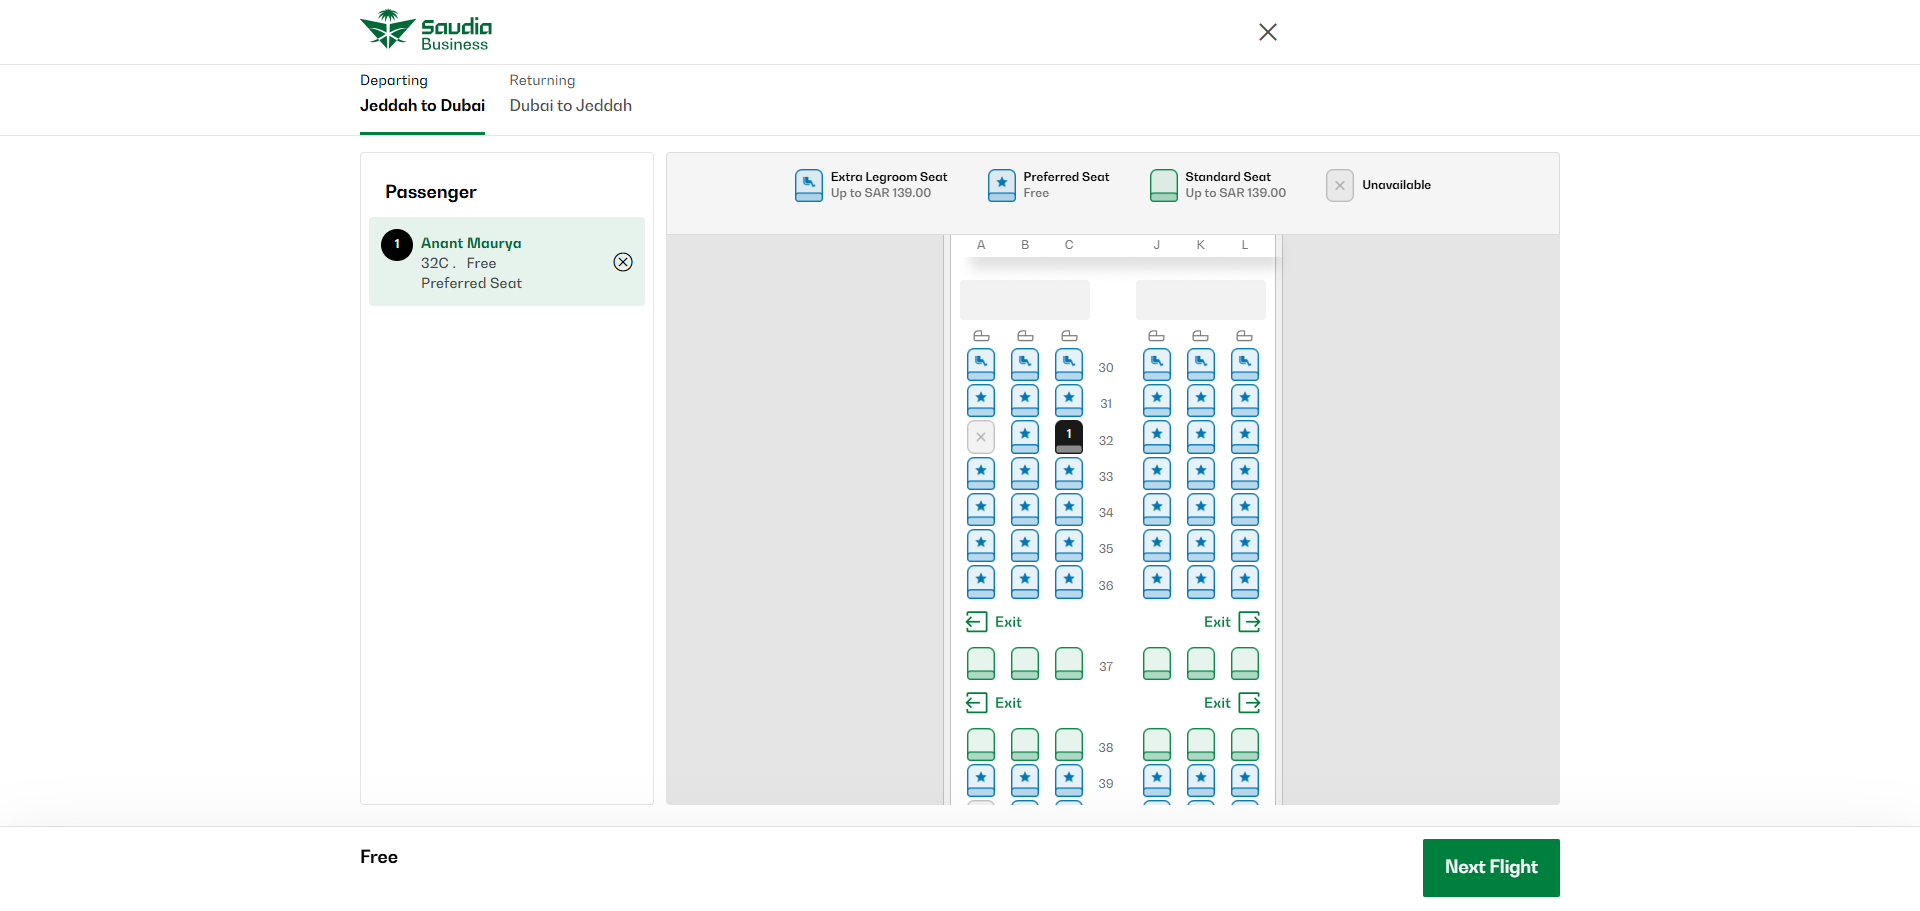 Saudia
Business
Departing
Jeddah to Dubai
Returning
Dubai to Jeddah
Passenger
1
Anant Maurya
32C . Free
Preferred Seat
Extra Legroom Seat
Up to SAR 139.00
Preferred Seat
Free
Standard Seat
Up to SAR 139.00
Unavailable
A B C J K L
30
31
1 32
33
34
35
36
Exit Exit
37
Exit Exit
38
39
Free
Next Flight